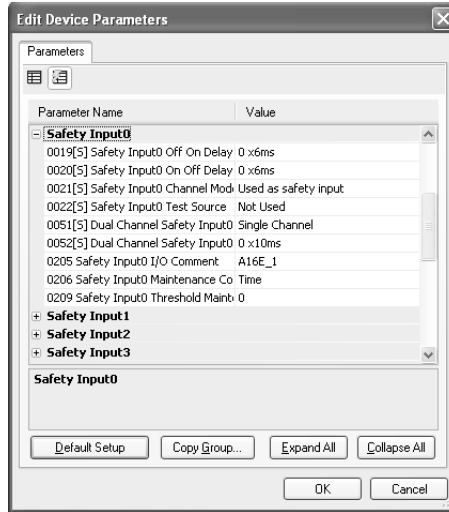 Edit Device Parameters
Parameters
Parameter Name Value
Safety Input0
0019[S] Safety Input0 Off On Delay 0 x6ms
0020[S] Safety Input0 On Off Delay 0 x6ms
0021[S] Safety Input0 Channel Mod Used as safety input
0022[S] Safety Input0 Test Source Not Used
0051[S] Dual Channel Safety Input0 Single Channel
0052[S] Dual Channel Safety Input0 0 x10ms
0205 Safety Input0 I/O Comment A16E_1
0206 Safety Input0 Maintenance Co Time
0209 Safety Input0 Threshold Maint 0
Safety Input1
Safety Input2
Safety Input3
Safety Input0
Default Setup Copy Group... Expand All Collapse All
OK Cancel